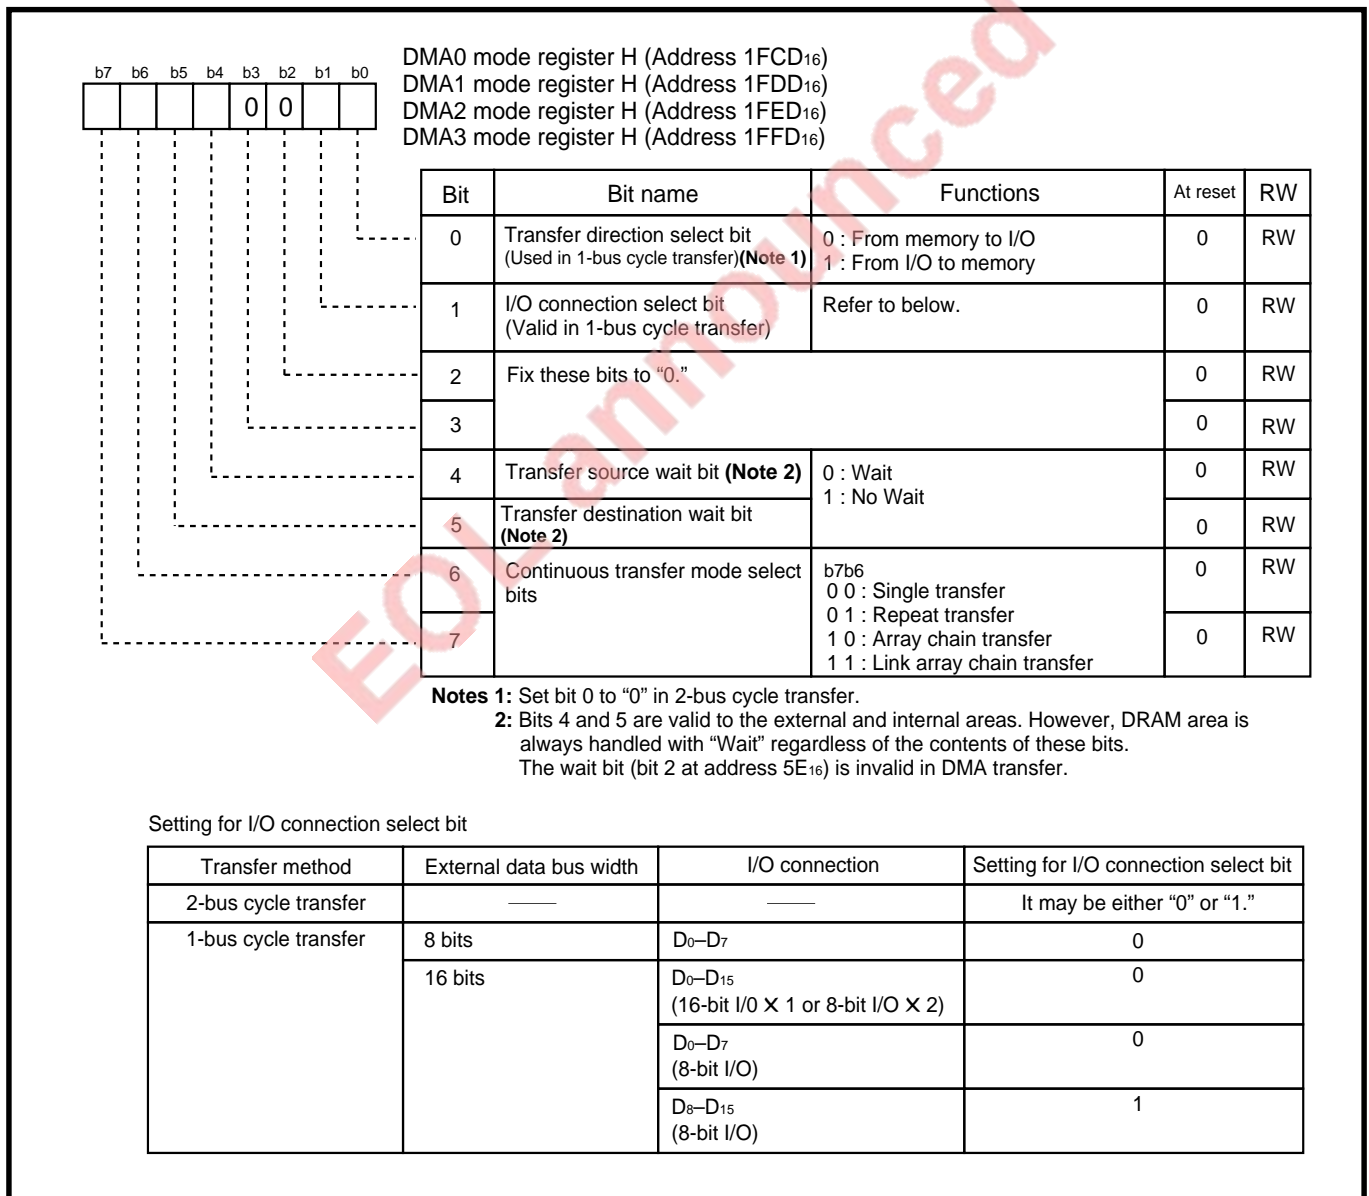 DMA0 mode register H (Address 1FCD16)
DMA1 mode register H (Address 1FDD16)
DMA2 mode register H (Address 1FED16)
DMA3 mode register H (Address 1FFD16)
b7 b6 b5 b4 b3 b2 b1 b0
0 0
Bit Bit name Functions At reset RW
0 Transfer direction select bit 0 : From memory to I/O 0 RW
(Used in 1-bus cycle transfer)(Note 1) 1 : From I/O to memory
1 I/O connection select bit Refer to below. 0 RW
(Valid in 1-bus cycle transfer)
2 Fix these bits to “0.” 0 RW
3 0 RW
4 Transfer source wait bit (Note 2) 0 : Wait 0 RW
1 : No Wait
5 Transfer destination wait bit 0 RW
(Note 2)
6 Continuous transfer mode select b7b6 0 RW
bits 0 0 : Single transfer
0 1 : Repeat transfer
7 1 0 : Array chain transfer 0 RW
1 1 : Link array chain transfer
Notes 1: Set bit 0 to “0” in 2-bus cycle transfer.
2: Bits 4 and 5 are valid to the external and internal areas. However, DRAM area is
always handled with “Wait” regardless of the contents of these bits.
The wait bit (bit 2 at address 5E16) is invalid in DMA transfer.
Setting for I/O connection select bit
Transfer method External data bus width I/O connection Setting for I/O connection select bit
2-bus cycle transfer —— —— It may be either “0” or “1.”
1-bus cycle transfer 8 bits D0–D7 0
16 bits D0–D15 0
(16-bit I/0 X 1 or 8-bit I/O X 2)
D0–D7 0
(8-bit I/O)
D8–D15 1
(8-bit I/O)
EOL announced